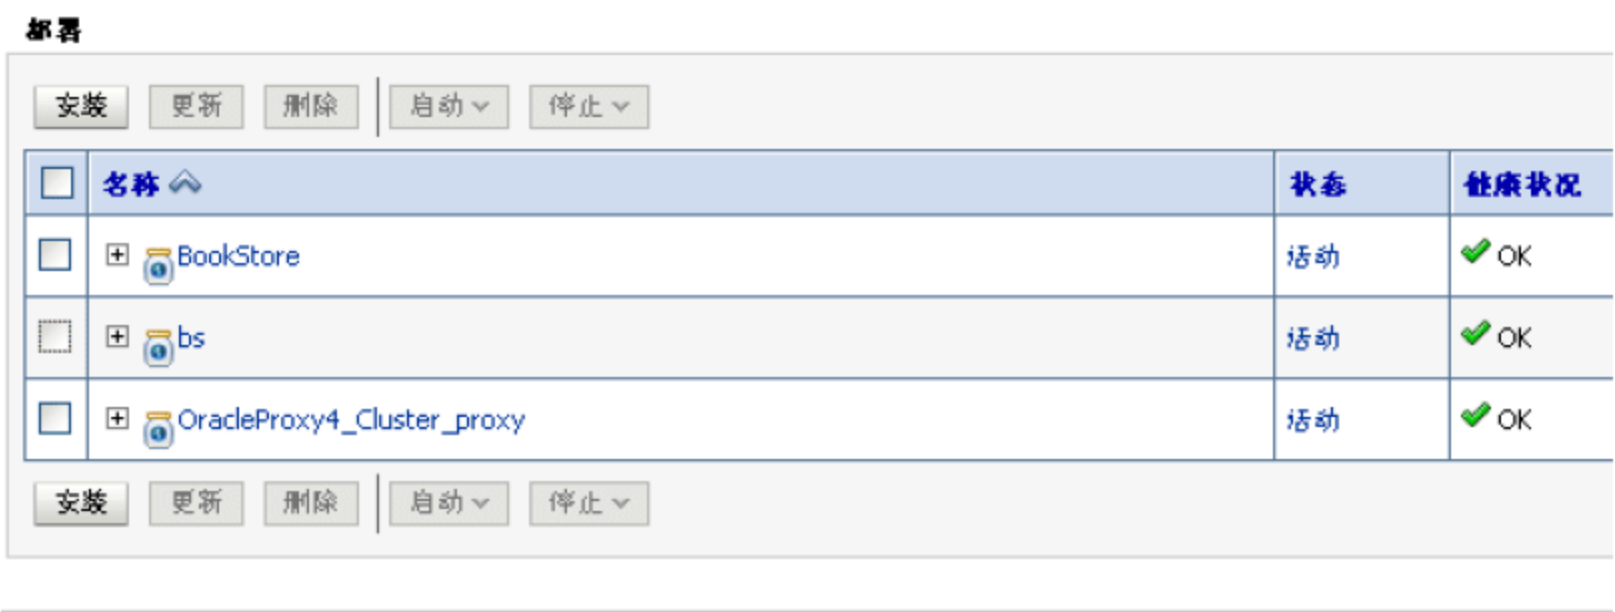 部署
安装 更新 删除 启动 停止
名称 状态 健康状况
BookStore 活动 OK
bs 活动 OK
OracleProxy4_Cluster_proxy 活动 OK
安装 更新 删除 启动 停止